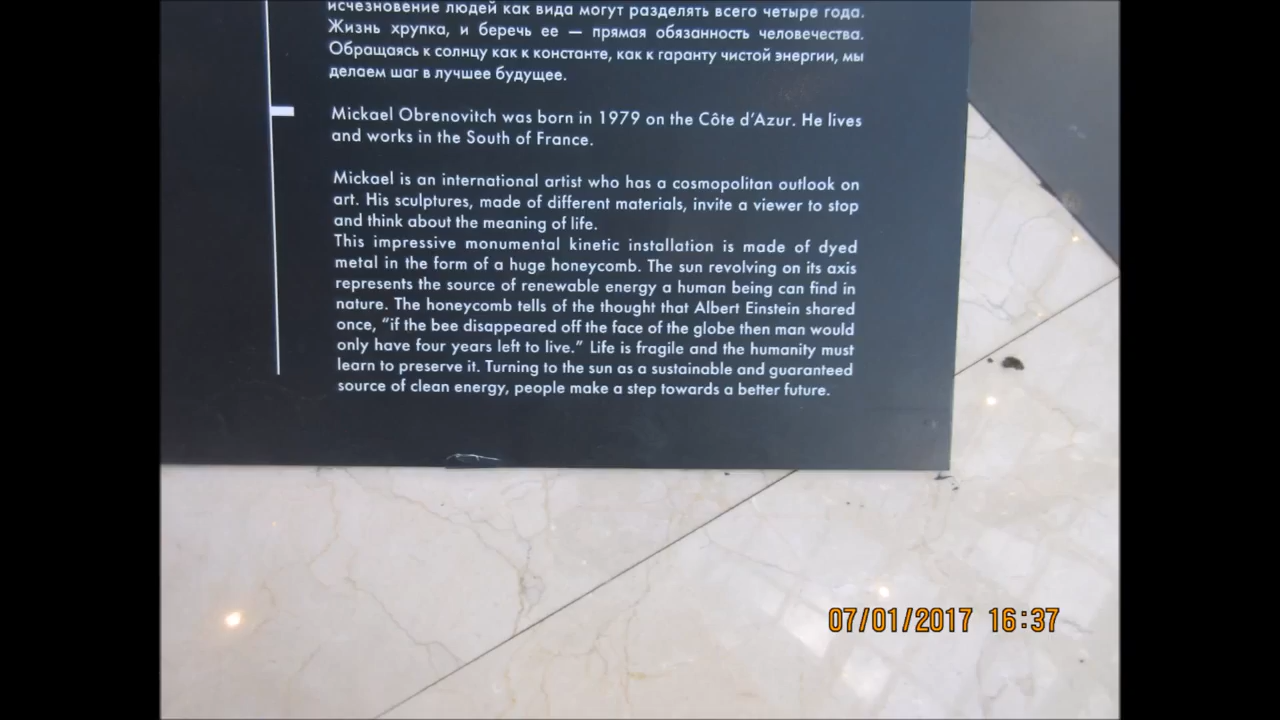 исчезновение людей как вида могут разделять всего четыре года.
Жизнь хрупка, и беречь ее — прямая обязанность человечества.
Обращаясь к солнцу как к константе, как к гаранту чистой энергии, мы
делаем шаг в лучшее будущее.
Mickael Obrenovitch was born in 1979 on the Côte d’Azur. He lives
and works in the South of France.
Mickael is an international artist who has a cosmopolitan outlook on
art. His sculptures, made of different materials, invite a viewer to stop
and think about the meaning of life.
This impressive monumental kinetic installation is made of dyed
metal in the form of a huge honeycomb. The sun revolving on its axis
represents the source of renewable energy a human being can find in
nature. The honeycomb tells of the thought that Albert Einstein shared
once, “if the bee disappeared off the face of the globe then man would
only have four years left to live.” Life is fragile and the humanity must
learn to preserve it. Turning to the sun as a sustainable and guaranteed
source of clean energy, people make a step towards a better future.
07/01/2017 16:37